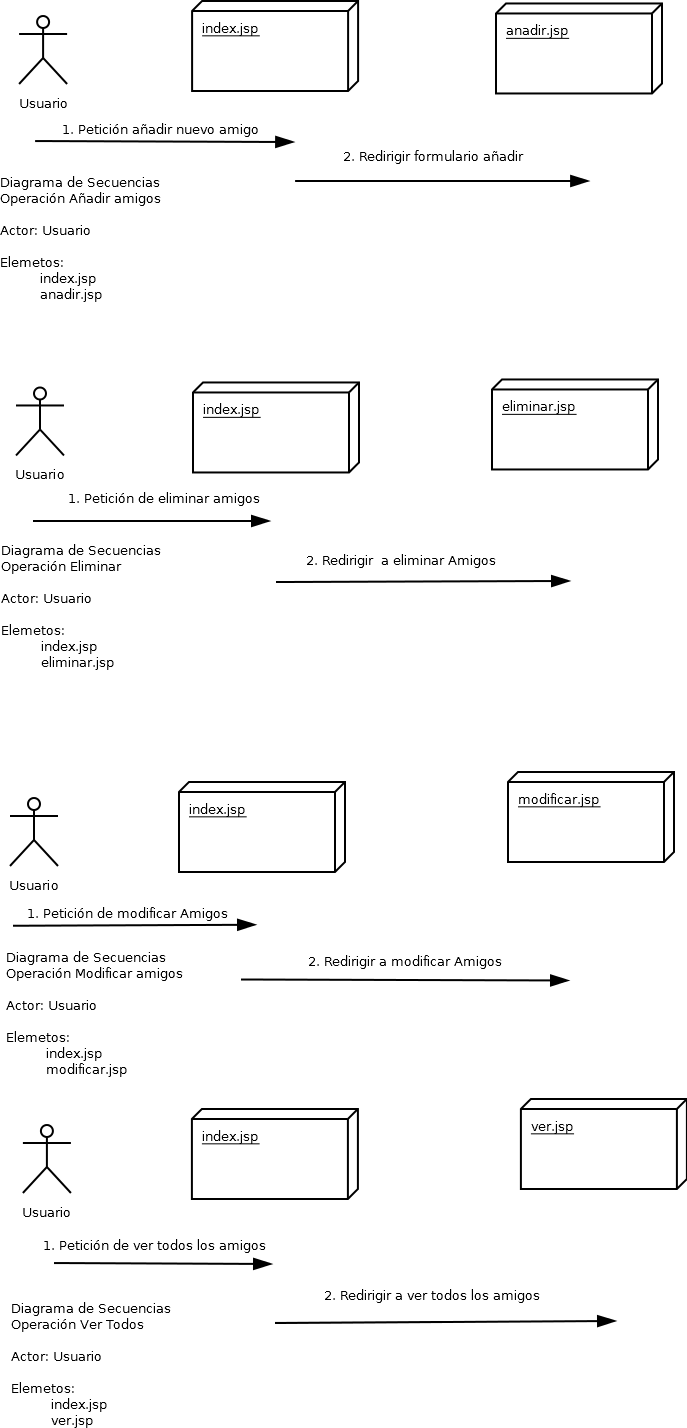 index.jsp
anadir.jsp
Usuario
1. Petición añadir nuevo amigo
2. Redirigir formulario añadir
Diagrama de Secuencias
Operación Añadir amigos
Actor: Usuario
Elemetos:
index.jsp
anadir.jsp
index.jsp
eliminar.jsp
Usuario
1. Petición de eliminar amigos
2. Redirigir  a eliminar Amigos
Diagrama de Secuencias
Operación Eliminar
Actor: Usuario
Elemetos:
index.jsp
eliminar.jsp
index.jsp
modificar.jsp
Usuario
1. Petición de modificar Amigos
2. Redirigir a modificar Amigos
Diagrama de Secuencias
Operación Modificar amigos
Actor: Usuario
Elemetos:
index.jsp
modificar.jsp
index.jsp
ver.jsp
Usuario
1. Petición de ver todos los amigos
2. Redirigir a ver todos los amigos
Diagrama de Secuencias
Operación Ver Todos
Actor: Usuario
Elemetos:
index.jsp
ver.jsp